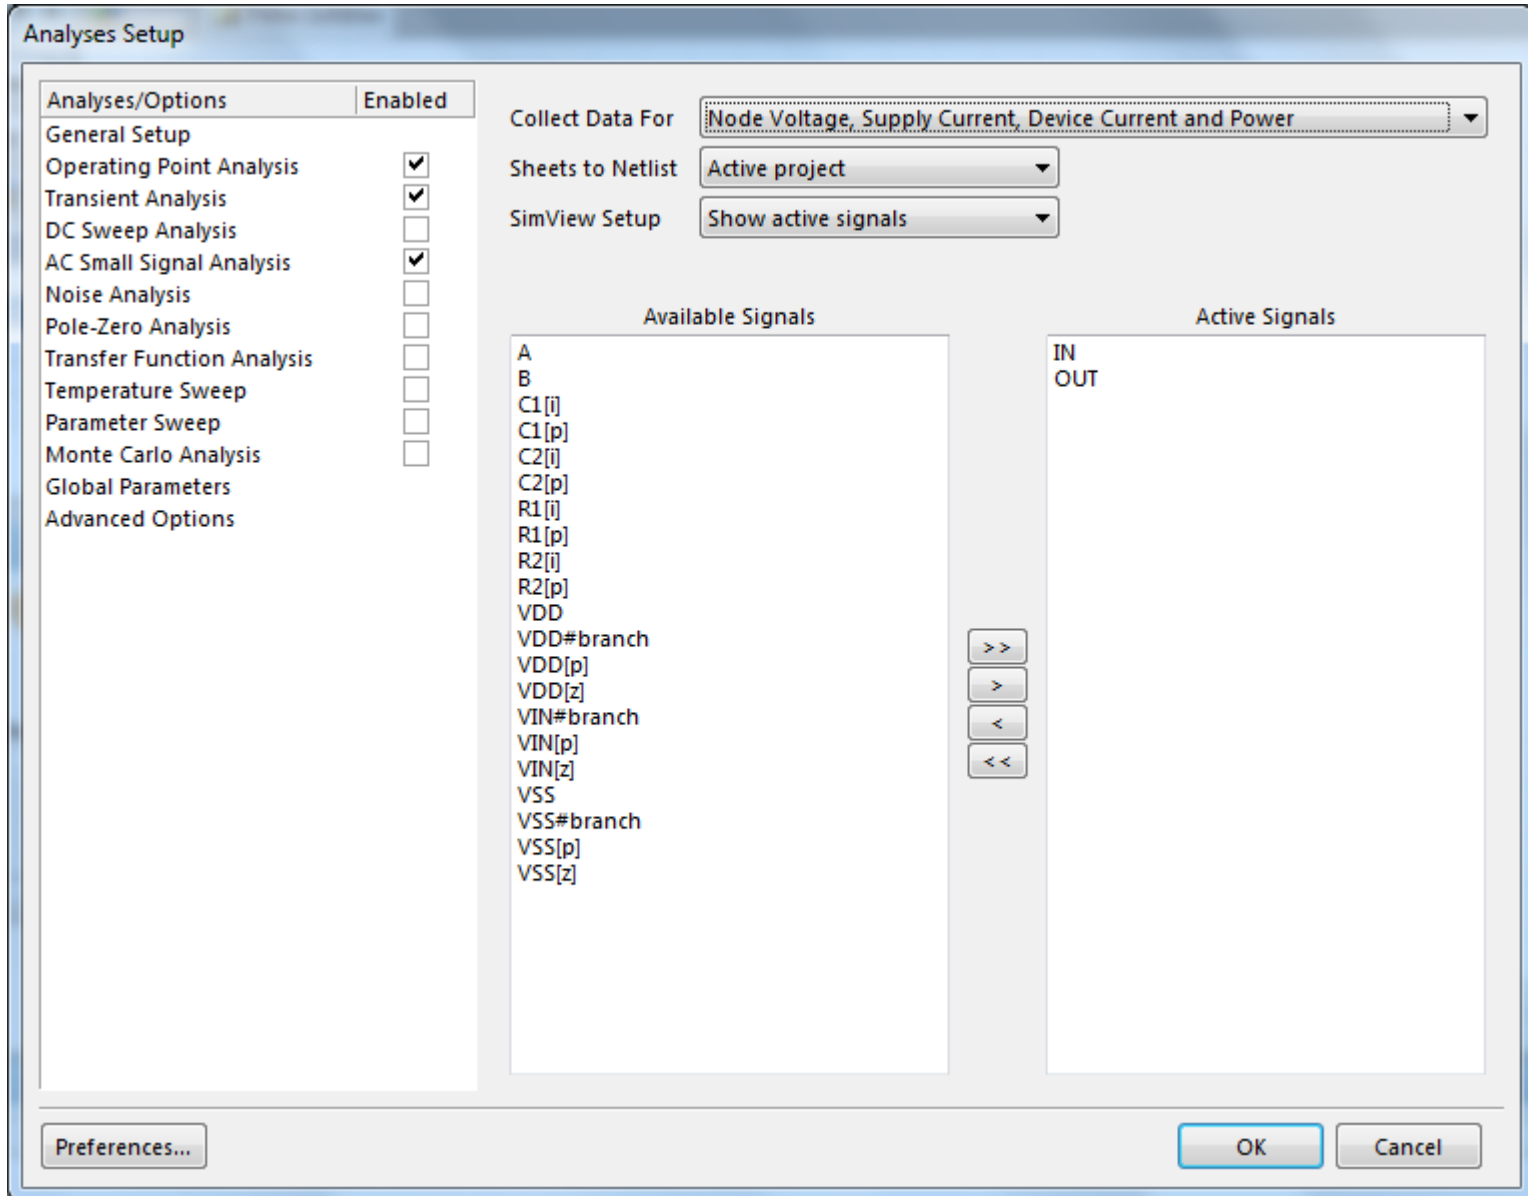 Analyses Setup
Analyses/Options Enabled
General Setup
Operating Point Analysis
Transient Analysis
DC Sweep Analysis
AC Small Signal Analysis
Noise Analysis
Pole-Zero Analysis
Transfer Function Analysis
Temperature Sweep
Parameter Sweep
Monte Carlo Analysis
Global Parameters
Advanced Options
Collect Data For Node Voltage, Supply Current, Device Current and Power
Sheets to Netlist Active project
SimView Setup Show active signals
Available Signals
A
B
C1[i]
C1[p]
C2[i]
C2[p]
R1[i]
R1[p]
R2[i]
R2[p]
VDD
VDD#branch
VDD[p]
VDD[z]
VIN#branch
VIN[p]
VIN[z]
VSS
VSS#branch
VSS[p]
VSS[z]
>>
>
<
<<
Active Signals
IN
OUT
Preferences...
OK
Cancel